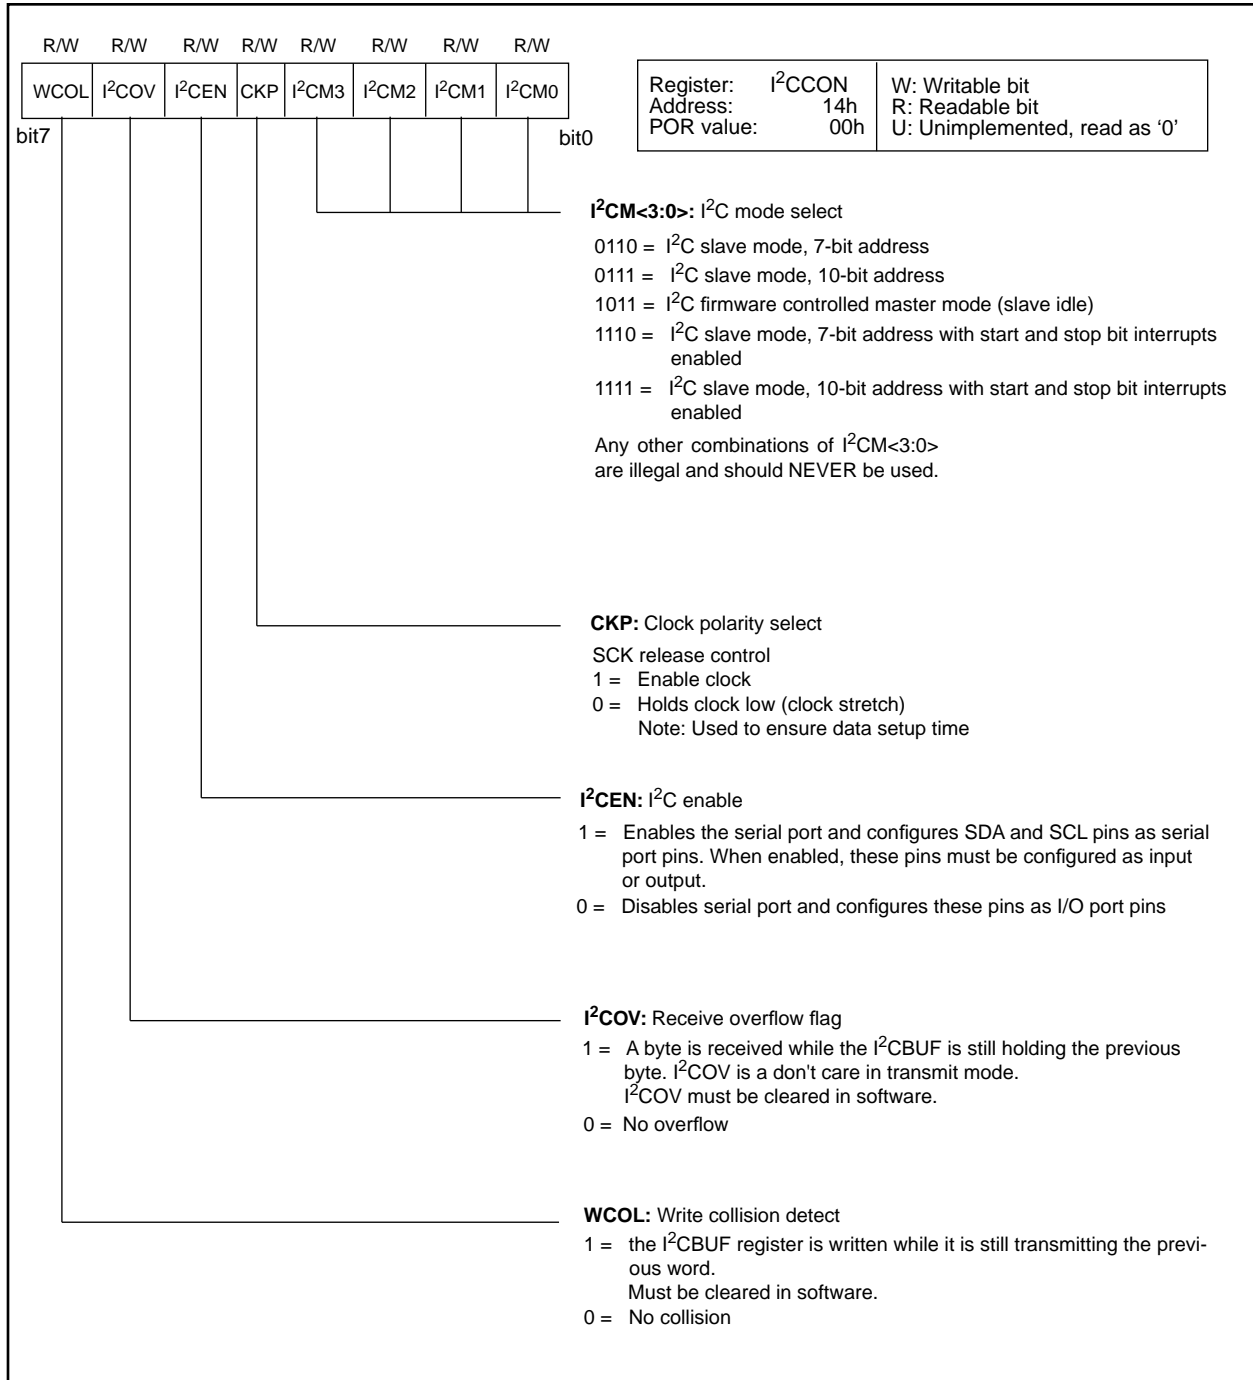 R/W R/W R/W R/W R/W R/W R/W R/W
WCOL I²COV I²CEN CKP I²CM3 I²CM2 I²CM1 I²CM0
bit7 bit0
Register: I²CCON
Address: 14h
POR value: 00h
W: Writable bit
R: Readable bit
U: Unimplemented, read as ‘0’
I²CM<3:0>: I²C mode select
0110 = I²C slave mode, 7-bit address
0111 = I²C slave mode, 10-bit address
1011 = I²C firmware controlled master mode (slave idle)
1110 = I²C slave mode, 7-bit address with start and stop bit interrupts
enabled
1111 = I²C slave mode, 10-bit address with start and stop bit interrupts
enabled
Any other combinations of I²CM<3:0>
are illegal and should NEVER be used.
CKP: Clock polarity select
SCK release control
1 = Enable clock
0 = Holds clock low (clock stretch)
Note: Used to ensure data setup time
I²CEN: I²C enable
1 = Enables the serial port and configures SDA and SCL pins as serial
port pins. When enabled, these pins must be configured as input
or output.
0 = Disables serial port and configures these pins as I/O port pins
I²COV: Receive overflow flag
1 = A byte is received while the I²CBUF is still holding the previous
byte. I²COV is a don't care in transmit mode.
I²COV must be cleared in software.
0 = No overflow
WCOL: Write collision detect
1 = the I²CBUF register is written while it is still transmitting the previ-
ous word.
Must be cleared in software.
0 = No collision